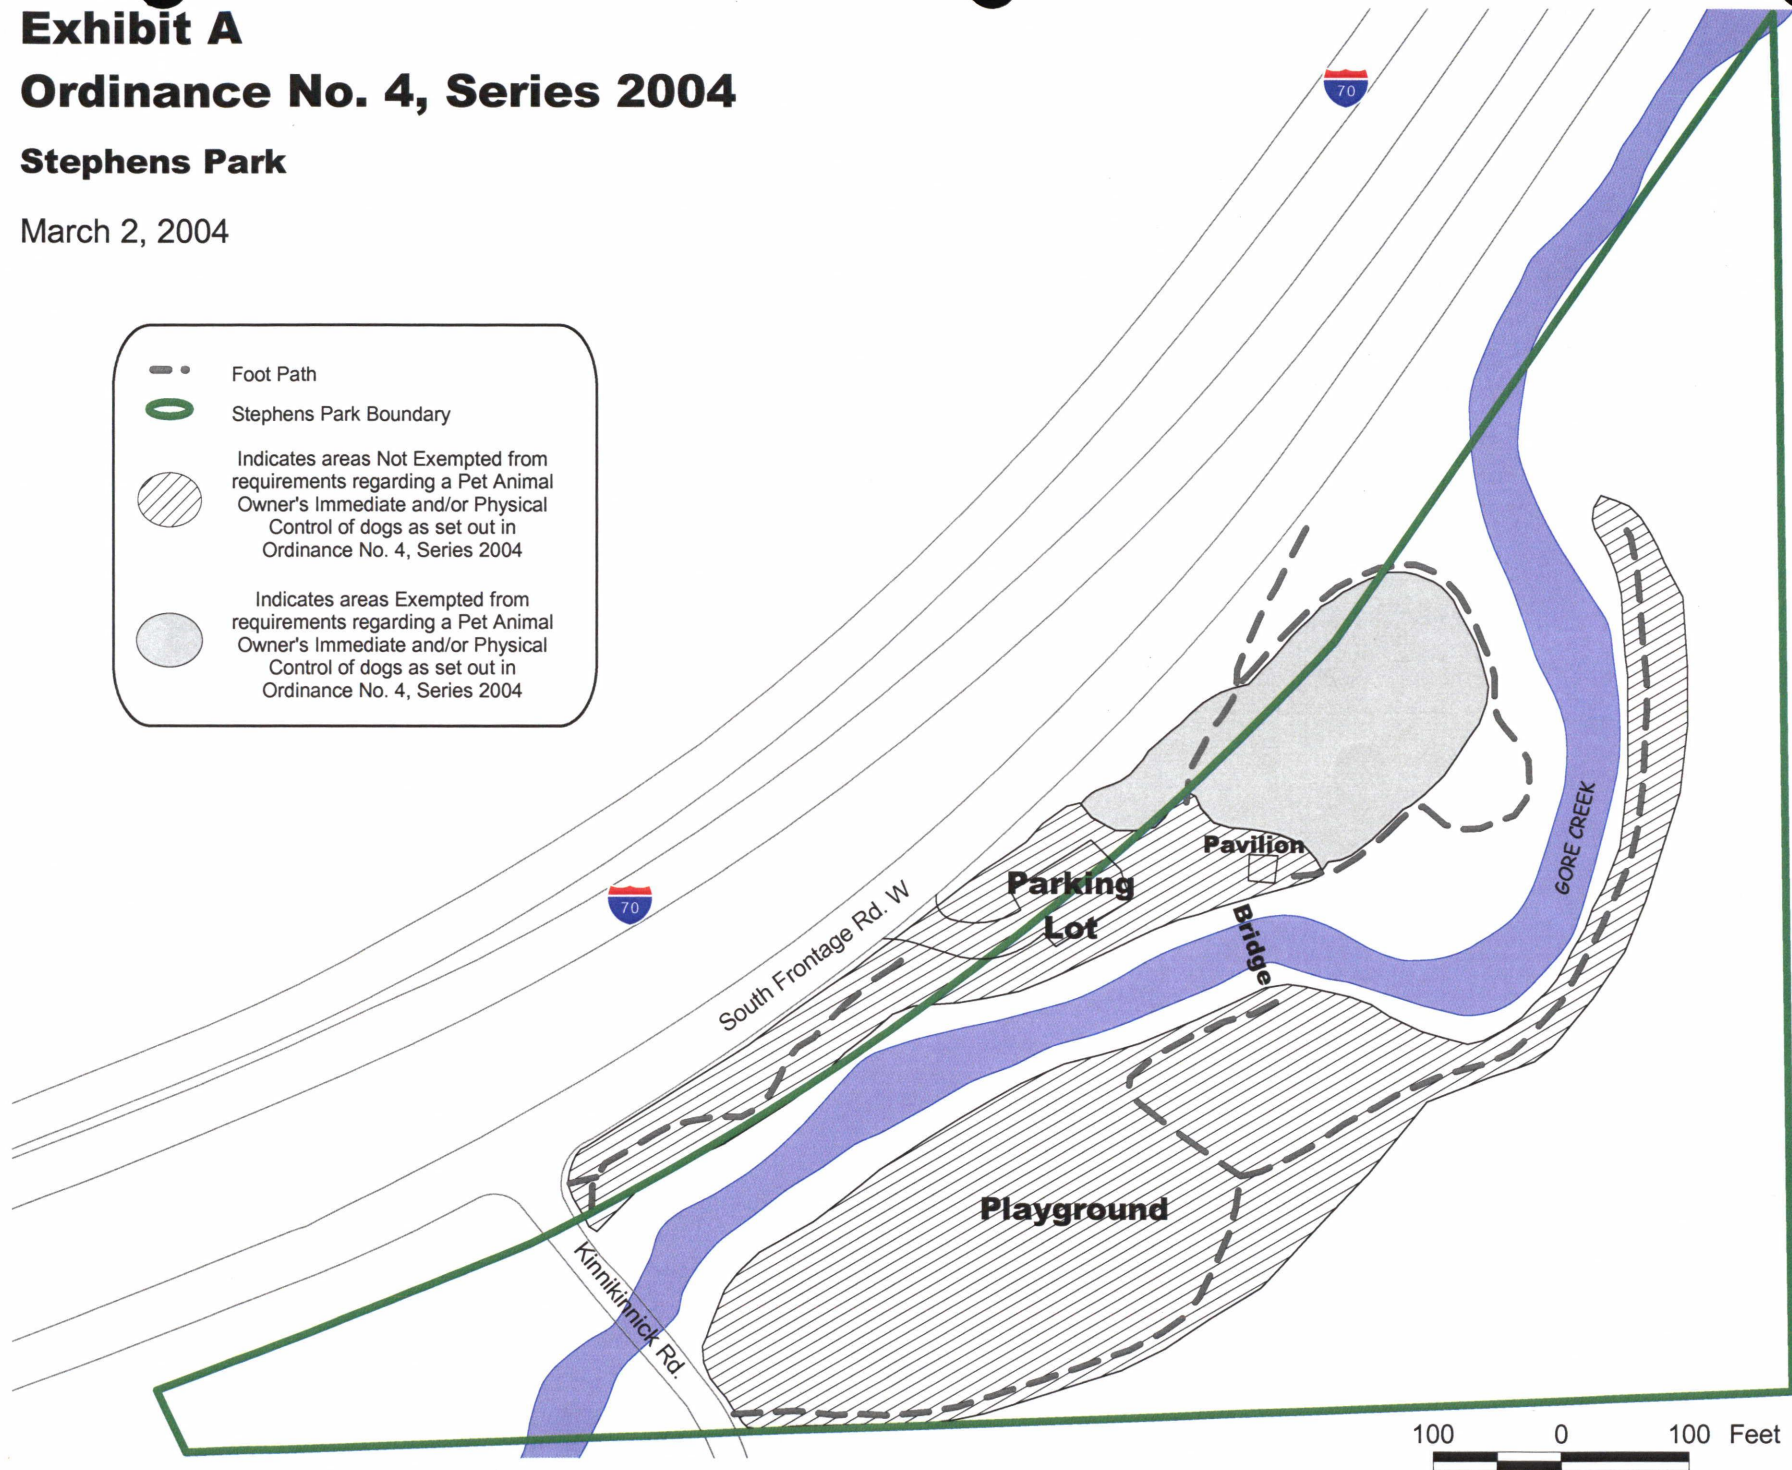 Exhibit A
Ordinance No. 4, Series 2004
Stephens Park
March 2, 2004
70
Foot Path
Stephens Park Boundary
Indicates areas Not Exempted from
requirements regarding a Pet Animal
Owner's Immediate and/or Physical
Control of dogs as set out in
Ordinance No. 4, Series 2004
Indicates areas Exempted from
requirements regarding a Pet Animal
Owner's Immediate and/or Physical
Control of dogs as set out in
Ordinance No. 4, Series 2004
GORE CREEK
Pavilion
Parking
Lot
70
South Frontage Rd. W
Bridge
Playground
Kinnikinnick Rd.
100 0 100 Feet